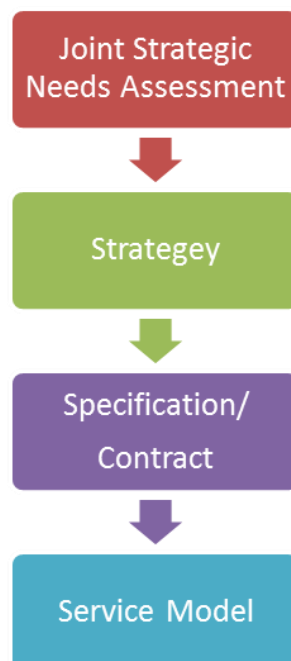 Joint Strategic
Needs Assessment
Strategey
Specification/
Contract
Service Model